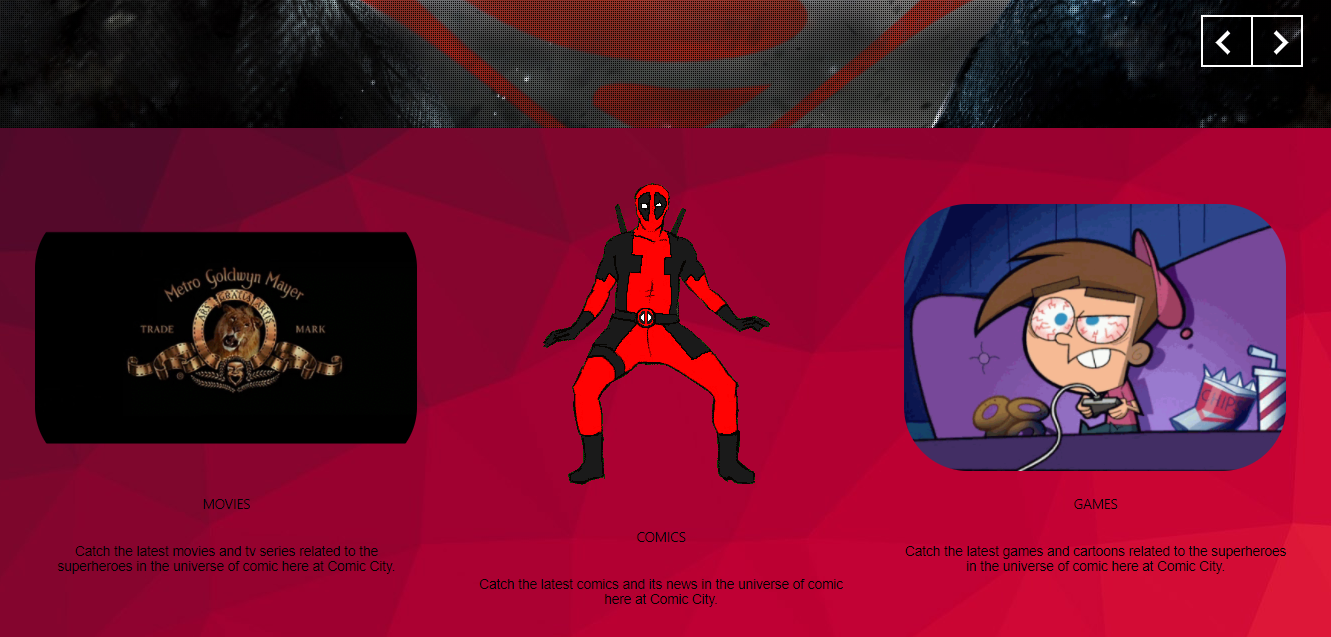 Metro Goldwyn Mayer
ARS GRATIA ARTIS
TRADE MARK
CHIPS
MOVIES
Catch the latest movies and tv series related to the
superheroes in the universe of comic here at Comic City.
COMICS
Catch the latest comics and its news in the universe of comic
here at Comic City.
GAMES
Catch the latest games and cartoons related to the superheroes
in the universe of comic here at Comic City.